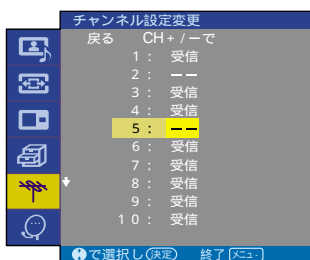 チャンネル設定変更
戻る CH+/ーで
1: 受信
2: ーー
3: 受信
4: 受信
5: ーー
6: 受信
7: 受信
8: 受信
9: 受信
10: 受信
で選択し決定 終了メニュー